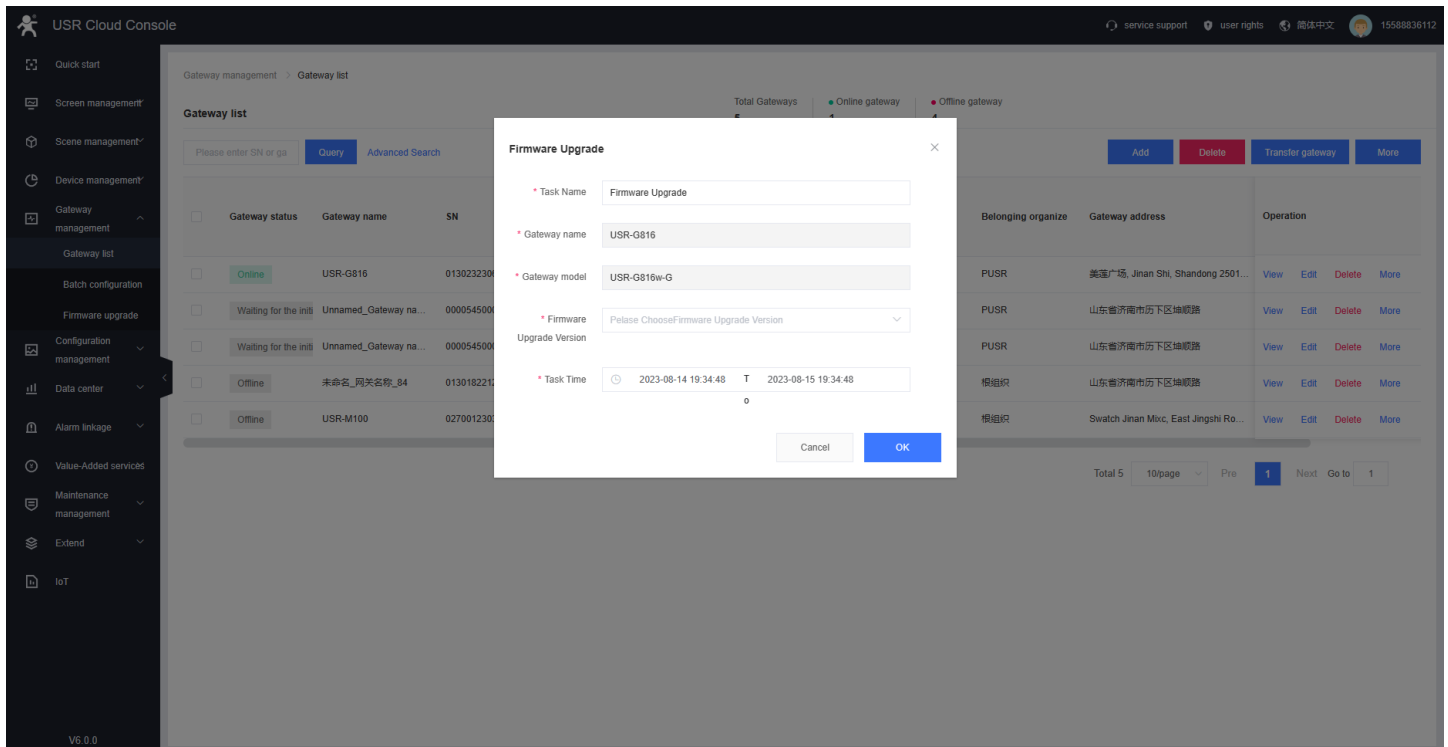 USR Cloud Console
service support
user rights
简体中文
15588836112
Quick start
Screen management
Scene management
Device management
Gateway
management
Gateway list
Batch configuration
Firmware upgrade
Configuration
management
Data center
Alarm linkage
Value-Added services
Maintenance
management
Extend
IoT
V6.0.0
Gateway management > Gateway list
Gateway list
Total Gateways
Online gateway
Offline gateway
5 1 4
Please enter SN or ga
Query
Advanced Search
Add
Delete
Transfer gateway
More
Gateway status Gateway name SN Belonging organize Gateway address Operation
Online USR-G816 0130232306 PUSR 美莲广场, Jinan Shi, Shandong 2501... View Edit Delete More
Waiting for the initi Unnamed_Gateway na... 0000545000 PUSR 山东省济南市历下区坤顺路 View Edit Delete More
Waiting for the initi Unnamed_Gateway na... 0000545000 PUSR 山东省济南市历下区坤顺路 View Edit Delete More
Offline 未命名_网关名称_84 0130182212 根组织 山东省济南市历下区坤顺路 View Edit Delete More
Offline USR-M100 0270012303 根组织 Swatch Jinan Mixc, East Jingshi Ro... View Edit Delete More
Total 5 10/page Pre 1 Next Go to 1
Firmware Upgrade
* Task Name Firmware Upgrade
* Gateway name USR-G816
* Gateway model USR-G816w-G
* Firmware
Upgrade Version
Pelase ChooseFirmware Upgrade Version
* Task Time 2023-08-14 19:34:48 T 2023-08-15 19:34:48
o
Cancel
OK